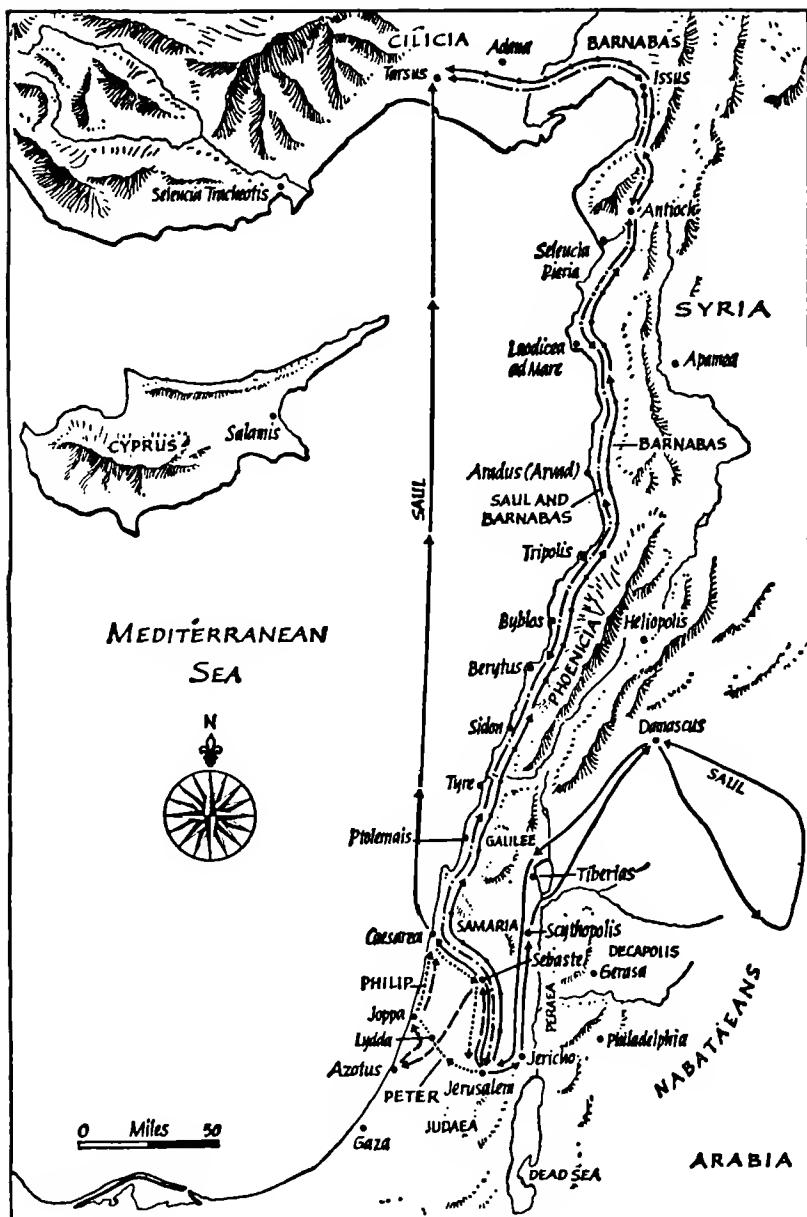 CILICIA
Adana
BARNABAS
Tarsus
Issus
Seleucia Tracheotis
Antioch
Seleucia
Pieria
SYRIA
Laodicea
ad Mare
Apamea
CYPRUS
Salamis
SAUL
BARNABAS
Aradus (Arvad)
SAUL AND
BARNABAS
Tripolis
MEDITERRANEAN
SEA
Byblos
PHOENICIA
Heliopolis
Berytus
N
Sidon
Damascus
SAUL
Tyre
Ptolemais
GALILEE
Tiberias
Caesarea
SAMARIA
Scythopolis
Sebaste
DECAPOLIS
Gerasa
PHILIP
PERAEA
NABATAEANS
Joppa
Lydda
Philadelphia
Azotus
Jericho
PETER
Jerusalem
JUDAEA
0 Miles 50
Gaza
DEAD SEA
ARABIA